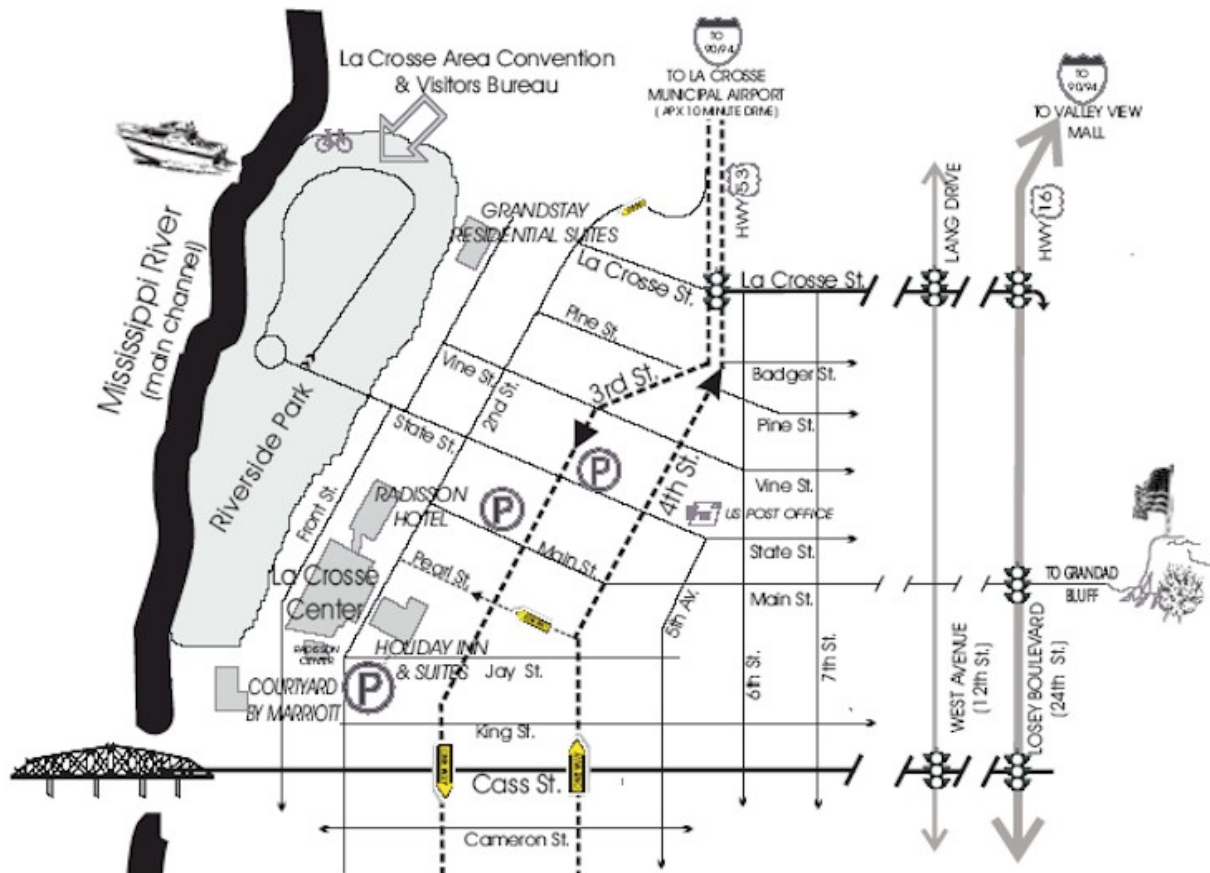 La Crosse Area Convention
& Visitors Bureau
TO
90/94
TO LA CROSSE
MUNICIPAL AIRPORT
( APX 10 MINUTE DRIVE)
TO
90/94
TO VALLEY VIEW
MALL
Mississippi River
(main channel)
GRANDSTAY
RESIDENTIAL SUITES
HWY 53
LANG DRIVE
HWY 16
La Crosse St.
La Crosse St.
Pine St.
3rd St.
Badger St.
Vine St.
2nd St.
Pine St.
Riverside Park
State St.
4th St.
Vine St.
P
RADISSON
HOTEL
P
US POST OFFICE
Front St.
Main St.
State St.
La Crosse
Center
Pearl St.
Main St.
TO GRANDAD
BLUFF
5th Av.
RADISSON
CENTER
HOLIDAY INN
& SUITES
Jay St.
6th St.
7th St.
WEST AVENUE
(12th St.)
LOSEY BOULEVARD
(24th St.)
COURTYARD
BY MARRIOTT
P
King St.
ONE WAY
ONE WAY
Cass St.
Cameron St.